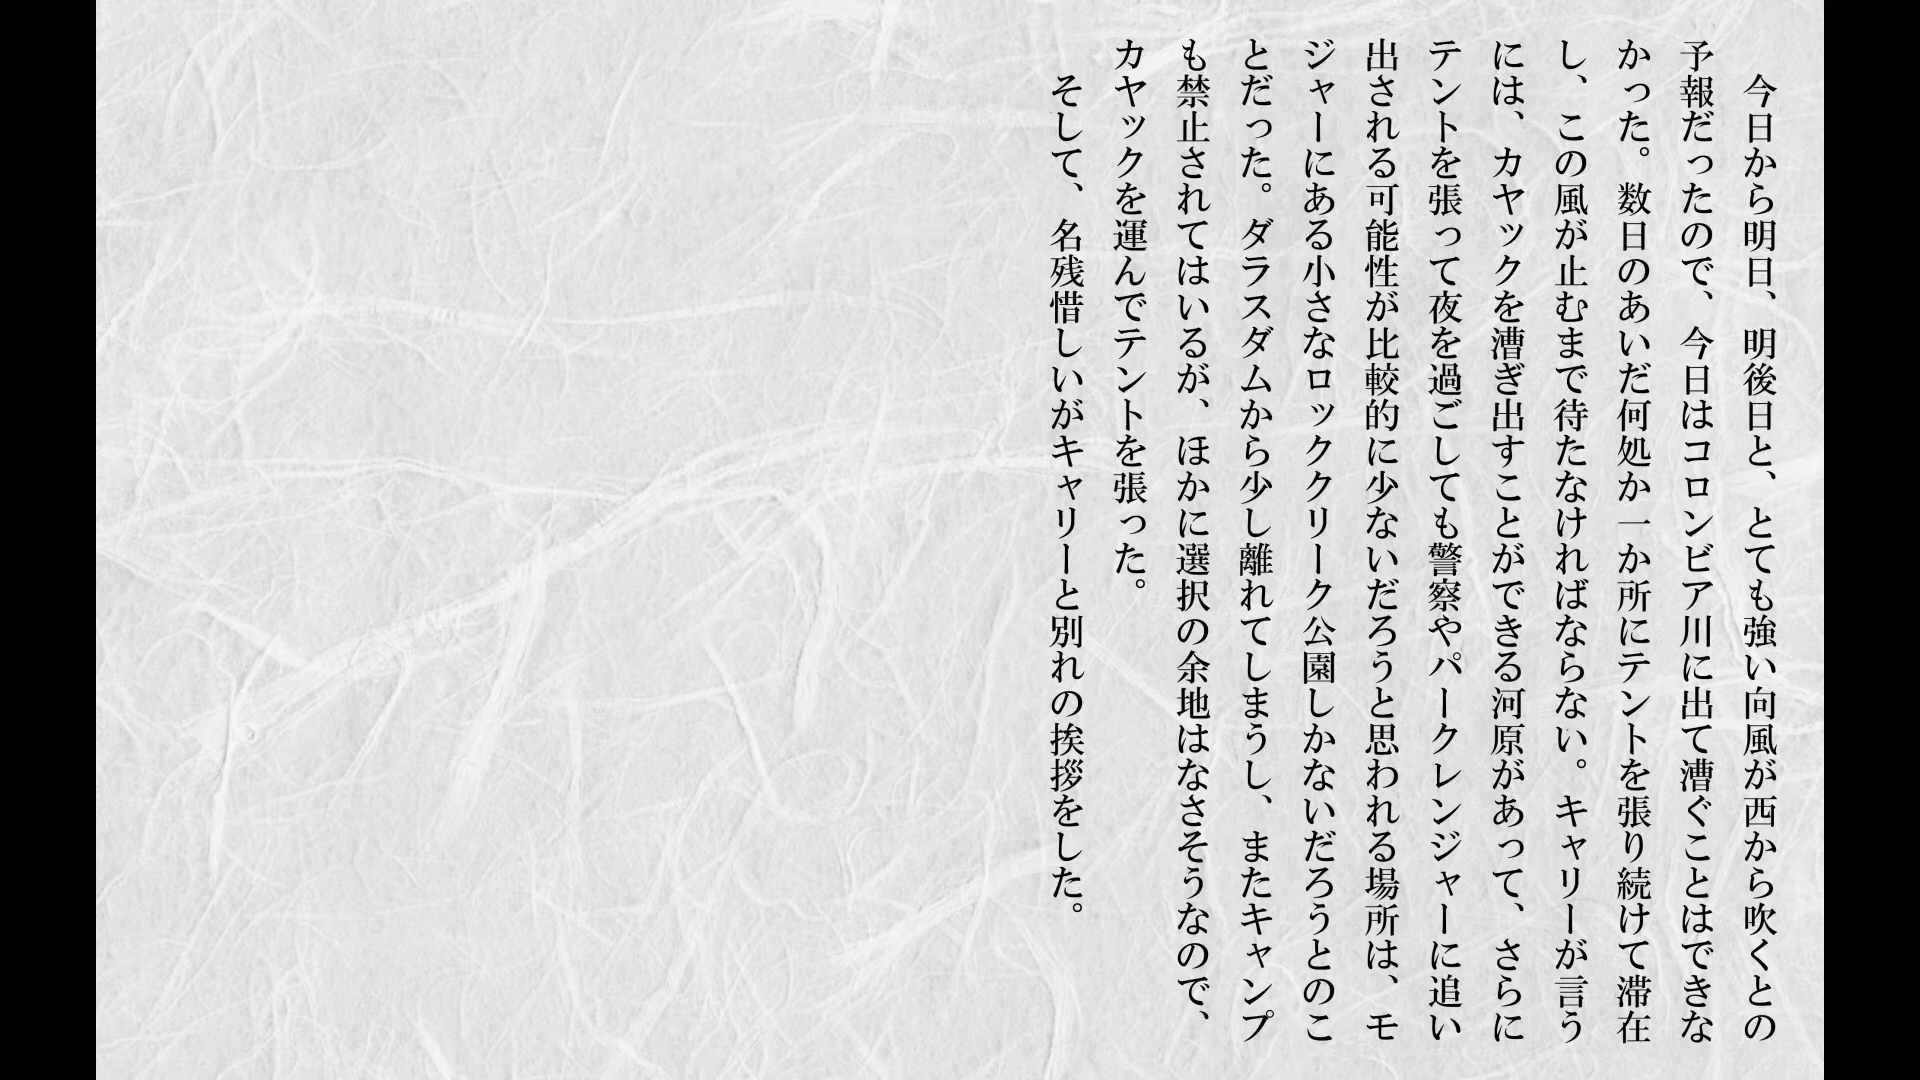 今日から明日、明後日と、とても強い向風が西から吹くとの
予報だったので、今日はコロンビア川に出て漕ぐことはできな
かった。数日のあいだ何処か一か所にテントを張り続けて滞在
し、この風が止むまで待たなければならない。キャリーが言う
には、カヤックを漕ぎ出すことができる河原があって、さらに
テントを張って夜を過ごしても警察やパークレンジャーに追い
出される可能性が比較的に少ないだろうと思われる場所は、モ
ジャーにある小さなロッククリーク公園しかないだろうとのこ
とだった。ダラスダムから少し離れてしまうし、またキャンプ
も禁止されてはいるが、ほかに選択の余地はなさそうなので、
カヤックを運んでテントを張った。
　そして、名残惜しいがキャリーと別れの挨拶をした。